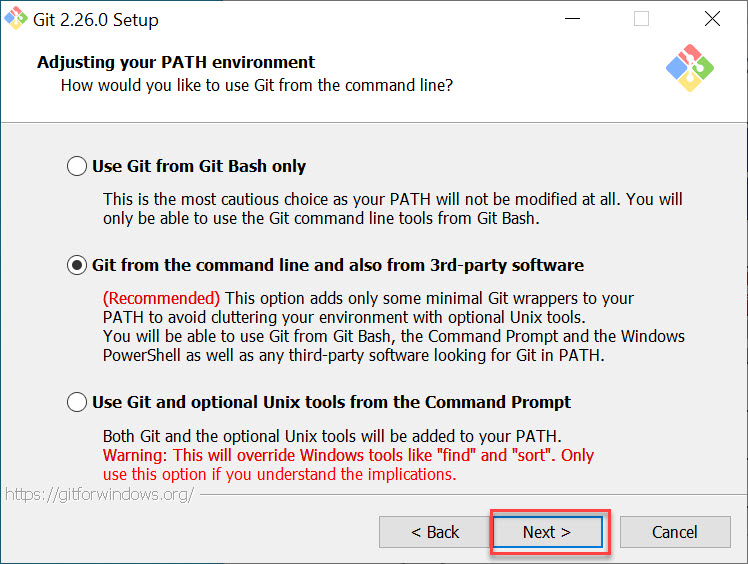 Git 2.26.0 Setup
Adjusting your PATH environment
How would you like to use Git from the command line?
Use Git from Git Bash only
This is the most cautious choice as your PATH will not be modified at all. You will
only be able to use the Git command line tools from Git Bash.
Git from the command line and also from 3rd-party software
(Recommended) This option adds only some minimal Git wrappers to your
PATH to avoid cluttering your environment with optional Unix tools.
You will be able to use Git from Git Bash, the Command Prompt and the Windows
PowerShell as well as any third-party software looking for Git in PATH.
Use Git and optional Unix tools from the Command Prompt
Both Git and the optional Unix tools will be added to your PATH.
Warning: This will override Windows tools like "find" and "sort". Only
use this option if you understand the implications.
https://gitforwindows.org/
< Back
Next >
Cancel